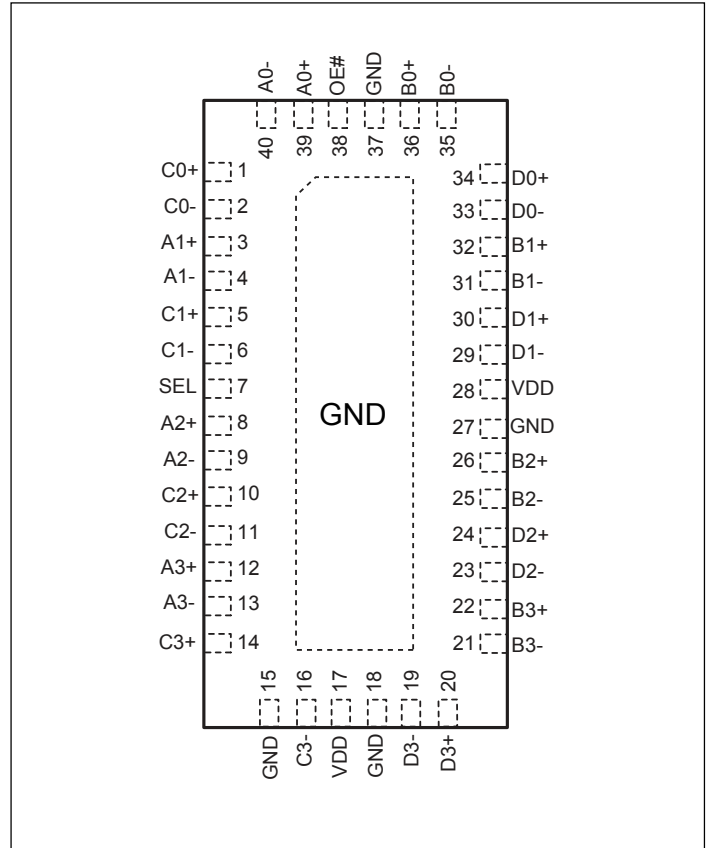 A0- A0+ OE# GND B0+ B0-
40 39 38 37 36 35
C0+ 1 34 D0+
C0- 2 33 D0-
A1+ 3 32 B1+
A1- 4 31 B1-
C1+ 5 30 D1+
C1- 6 29 D1-
SEL 7 28 VDD
A2+ 8 GND 27 GND
A2- 9 26 B2+
C2+ 10 25 B2-
C2- 11 24 D2+
A3+ 12 23 D2-
A3- 13 22 B3+
C3+ 14 21 B3-
15 16 17 18 19 20
GND C3- VDD GND D3- D3+